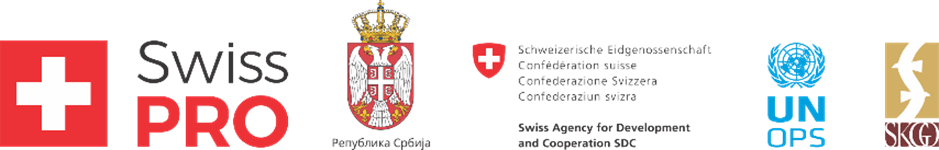 Swiss
PRO
Република Србија
Schweizerische Eidgenossenschaft
Confédération suisse
Confederazione Svizzera
Confederaziun svizra
Swiss Agency for Development
and Cooperation SDC
UN
OPS
SKGO